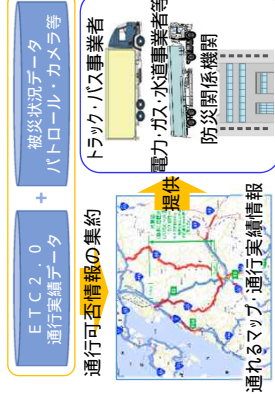 ETC2.0
通行実績データ
+
被災状況データ
パトロール・カメラ等
通行可否情報の集約
通れるマップ・通行実績情報
提供
トラック・バス事業者
電力・ガス・水道事業者等
防災関係機関